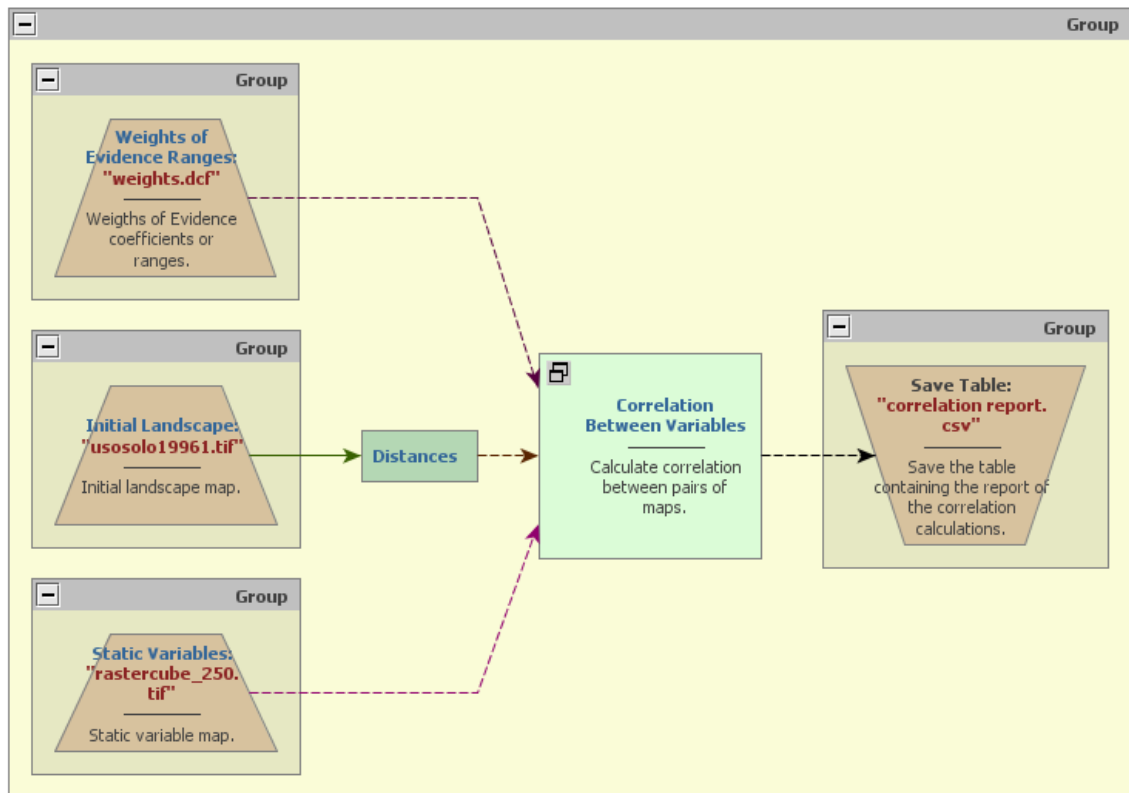 Group
Group
Weights of
Evidence Ranges:
"weights.dcf"
Weigths of Evidence
coefficients or
ranges.
Group
Initial Landscape:
"usosolo19961.tif"
Initial landscape map.
Distances
Correlation
Between Variables
Calculate correlation
between pairs of
maps.
Group
Save Table:
"correlation report.
csv"
Save the table
containing the report of
the correlation
calculations.
Group
Static Variables:
"rastercube_250.
tif"
Static variable map.